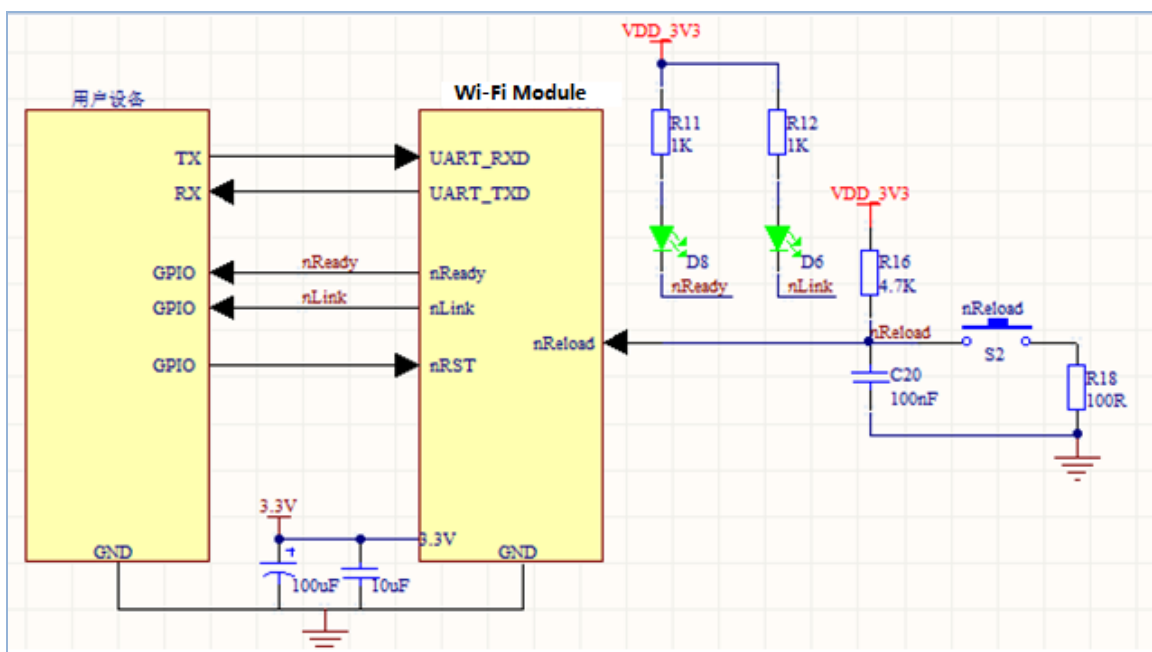 VDD_3V3
用户设备
Wi-Fi Module
R11
1K
R12
1K
TX
UART_RXD
RX
UART_TXD
VDD_3V3
D8
D6
R16
4.7K
GPIO
nReady
nReady
nReady
nLink
GPIO
nLink
nLink
nReload
nReload
nReload
S2
GPIO
nRST
C20
100nF
R18
100R
3.3V
3.3V
GND
GND
+
100uF
10uF